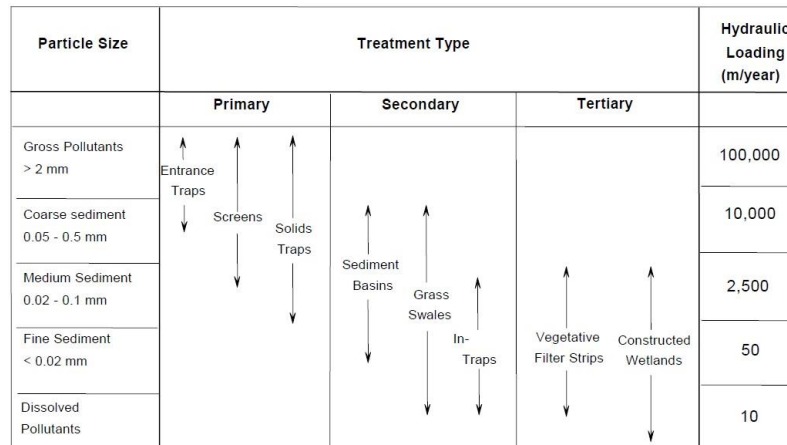 Particle Size
Treatment Type
Hydraulic
Loading
(m/year)
Primary
Secondary
Tertiary
Gross Pollutants
> 2 mm
Entrance
Traps
Screens
Solids
Traps
100,000
Coarse sediment
0.05 - 0.5 mm
10,000
Medium Sediment
0.02 - 0.1 mm
Sediment
Basins
Grass
Swales
2,500
Fine Sediment
< 0.02 mm
In-
Traps
Vegetative
Filter Strips
Constructed
Wetlands
50
Dissolved
Pollutants
10